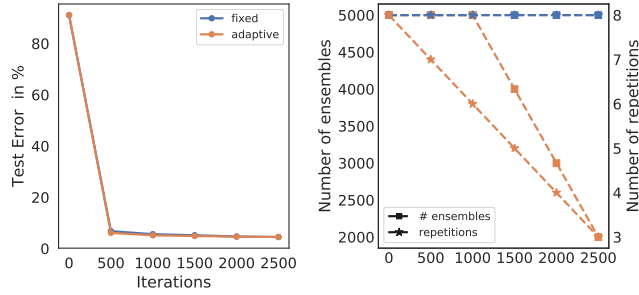 Test Error in %
80
60
40
20
0
fixed
adaptive
0 500 1000 1500 2000 2500
Iterations
Number of ensembles
5000
4500
4000
3500
3000
2500
2000
# ensembles
repetitions
0 500 1000 1500 2000 2500
8
7
6
5
4
3
Number of repetitions